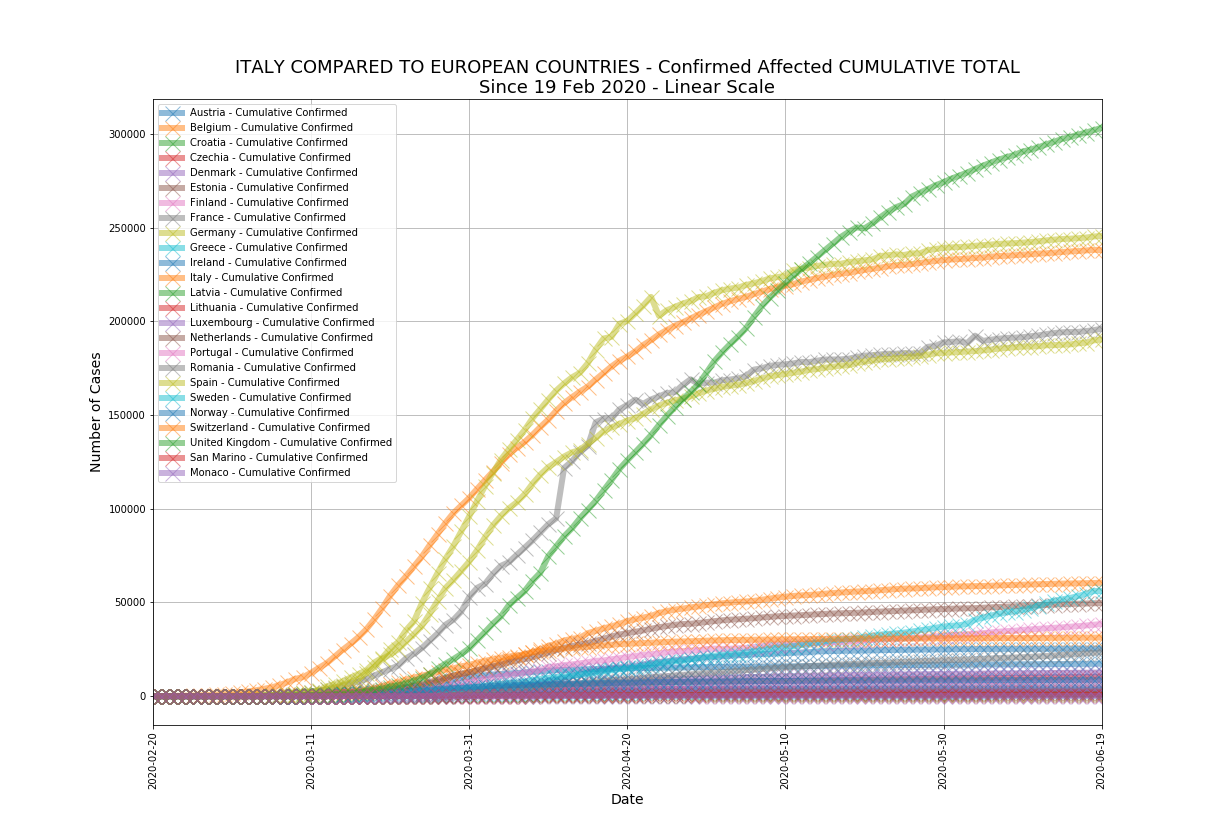 ITALY COMPARED TO EUROPEAN COUNTRIES - Confirmed Affected CUMULATIVE TOTAL
Since 19 Feb 2020 - Linear Scale
Austria - Cumulative Confirmed
Belgium - Cumulative Confirmed
Croatia - Cumulative Confirmed
Czechia - Cumulative Confirmed
Denmark - Cumulative Confirmed
Estonia - Cumulative Confirmed
Finland - Cumulative Confirmed
France - Cumulative Confirmed
Germany - Cumulative Confirmed
Greece - Cumulative Confirmed
Ireland - Cumulative Confirmed
Italy - Cumulative Confirmed
Latvia - Cumulative Confirmed
Lithuania - Cumulative Confirmed
Luxembourg - Cumulative Confirmed
Netherlands - Cumulative Confirmed
Portugal - Cumulative Confirmed
Romania - Cumulative Confirmed
Spain - Cumulative Confirmed
Sweden - Cumulative Confirmed
Norway - Cumulative Confirmed
Switzerland - Cumulative Confirmed
United Kingdom - Cumulative Confirmed
San Marino - Cumulative Confirmed
Monaco - Cumulative Confirmed
Number of Cases
300000
250000
200000
150000
100000
50000
0
2020-02-20
2020-03-11
2020-03-31
2020-04-20
2020-05-10
2020-05-30
2020-06-19
Date